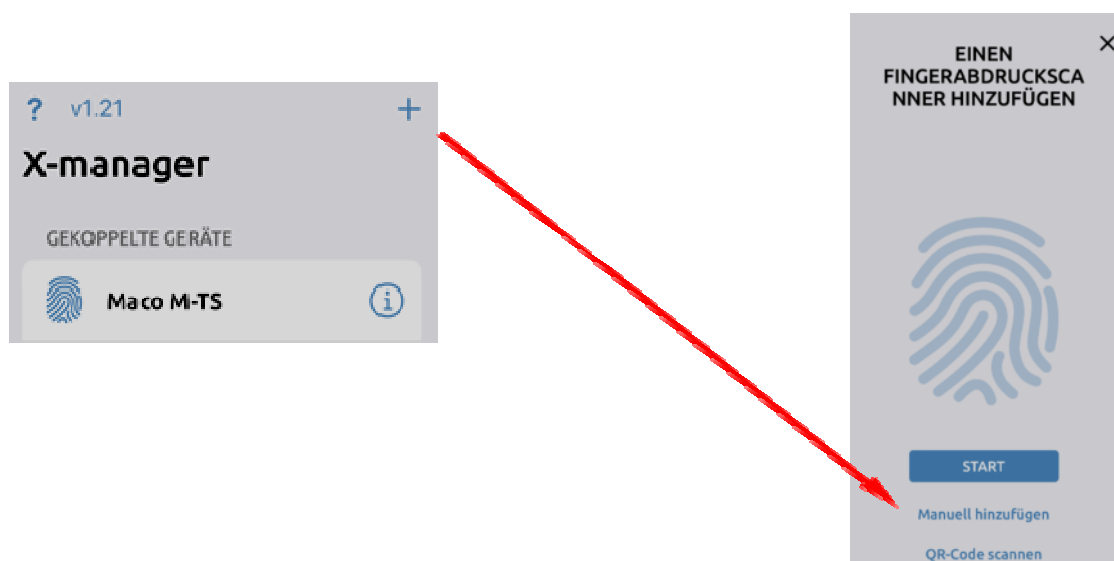 ? v1.21 +
X-manager
GEKOPPELTE GERÄTE
Maco M-TS
EINEN
FINGERABDRUCKSCA
NNER HINZUFÜGEN
START
Manuell hinzufügen
QR-Code scannen